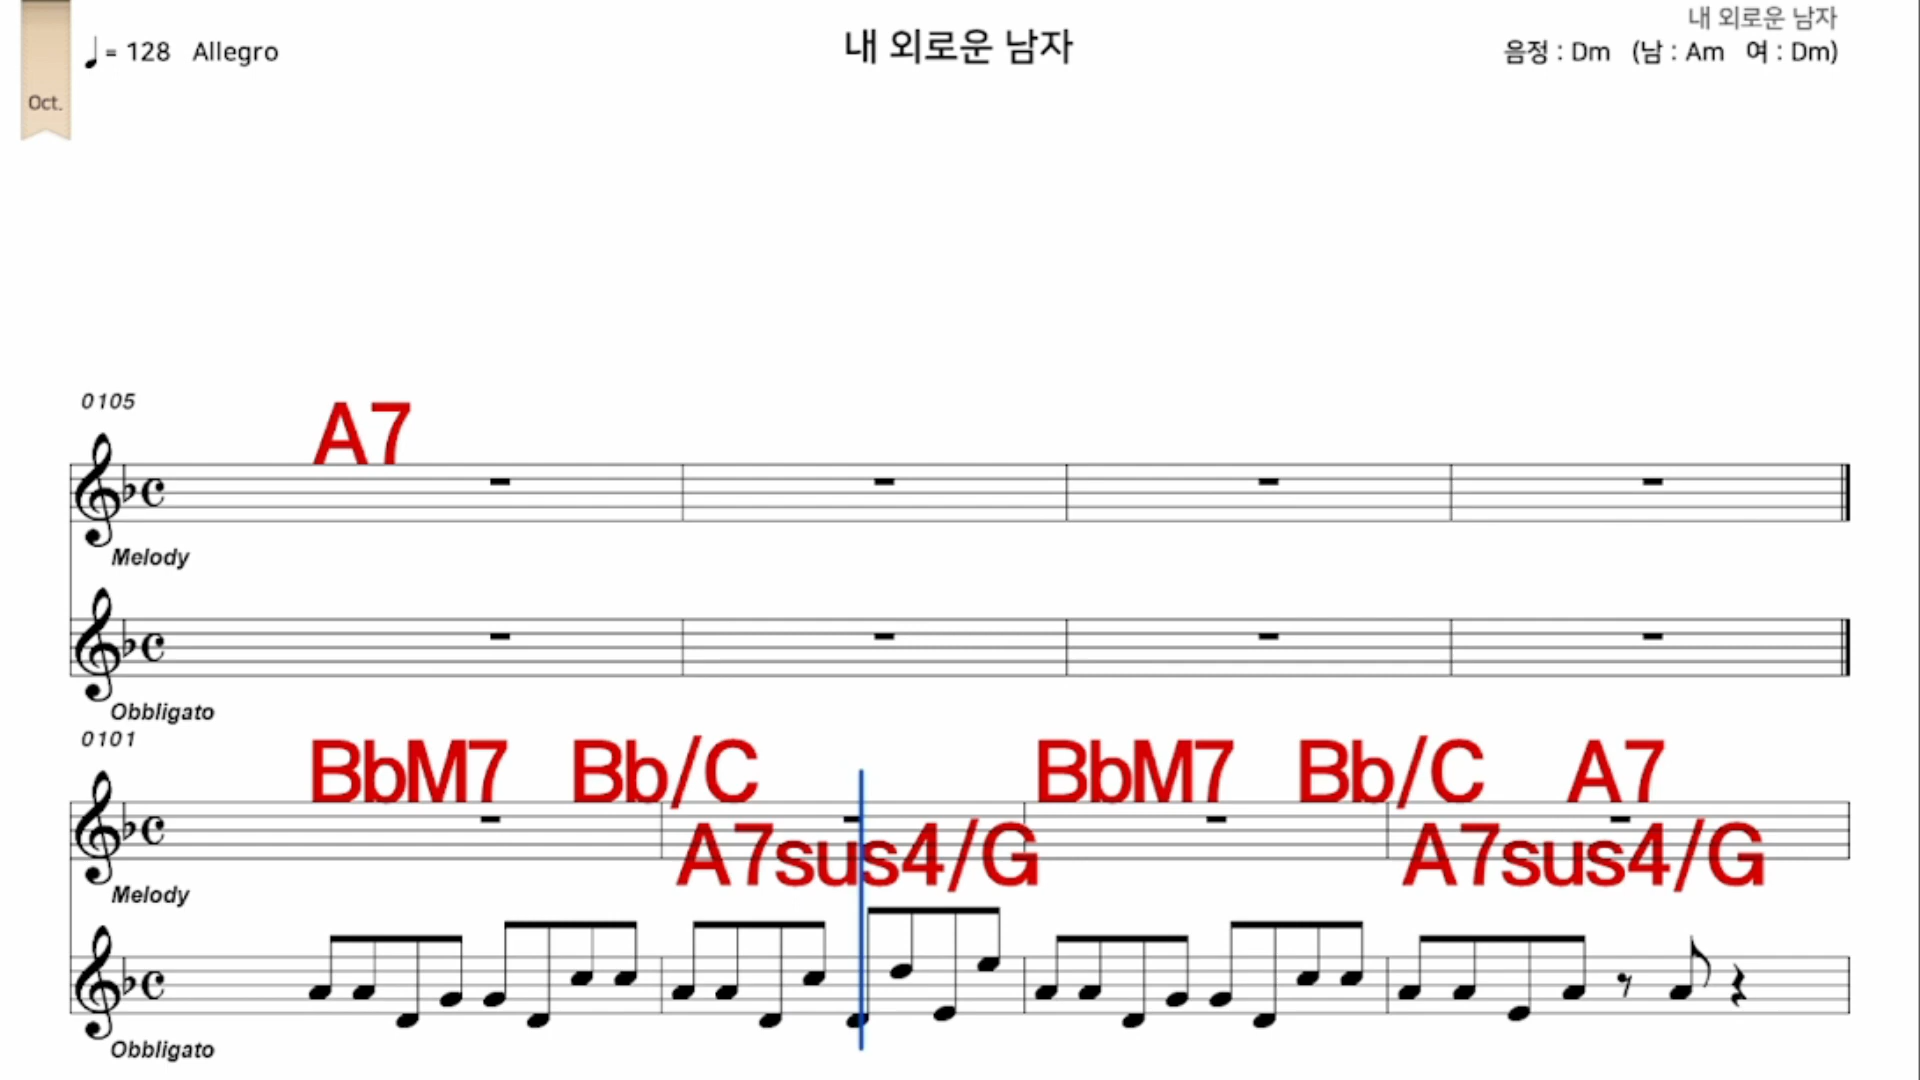 내 외로운 남자
= 128 Allegro
내 외로운 남자
음정 : Dm (남 : Am 여 : Dm)
Oct.
0105
A7
Melody
Obbligato
0101
BbM7 Bb/C BbM7 Bb/C A7
A7sus4/G A7sus4/G
Melody
Obbligato